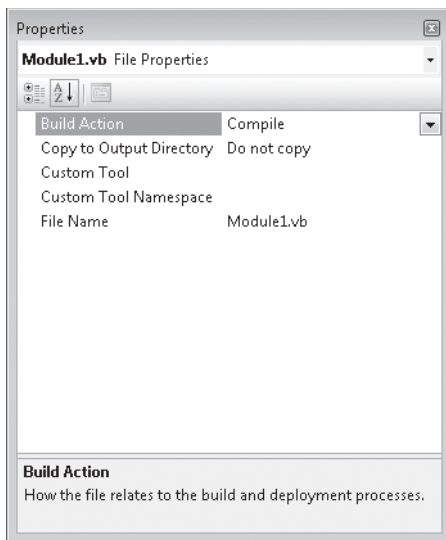 Properties
Module1.vb File Properties
Build Action Compile
Copy to Output Directory Do not copy
Custom Tool
Custom Tool Namespace
File Name Module1.vb
Build Action
How the file relates to the build and deployment processes.